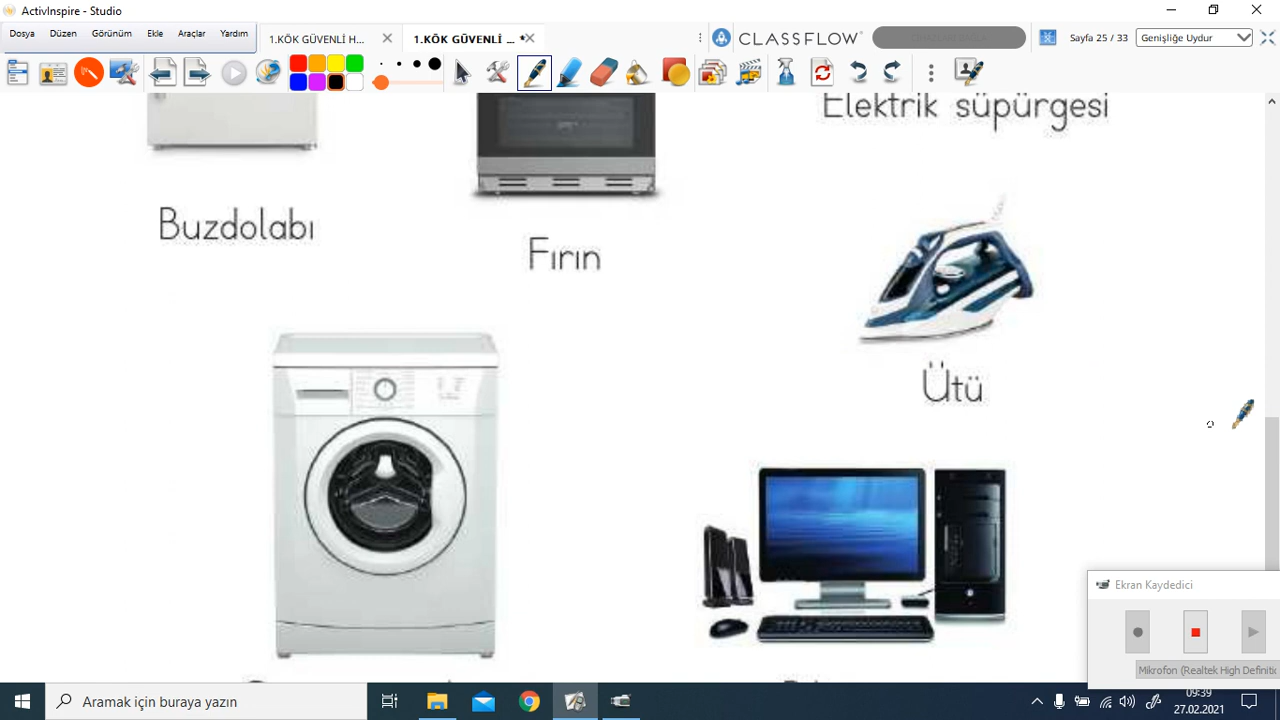 ActivInspire - Studio
Dosya Düzen Görünüm Ekle Araçlar Yardım
1.KÖK GÜVENLİ H...
1.KÖK GÜVENLİ ... *
CLASSFLOW
Sayfa 25 / 33
Genişliğe Uydur
Elektrik süpürgesi
Buzdolabı
Fırın
Ütü
Ekran Kaydedici
Mikrofon (Realtek High Definitic
Aramak için buraya yazın
09:39
27.02.2021